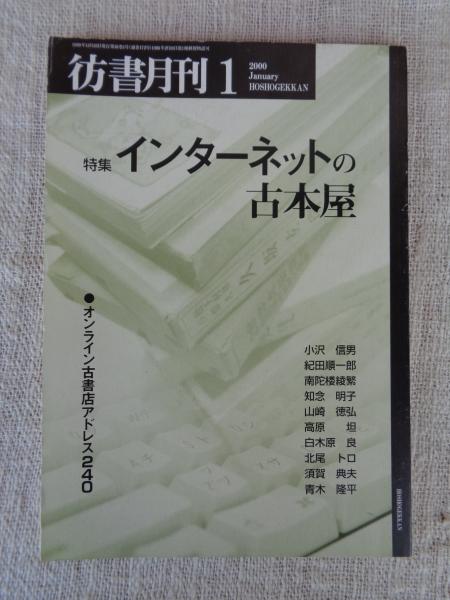 彷書月刊 1
2000
January
HOSHOGEKKAN
特集 インターネットの
古本屋
●オンライン古書店アドレス240
小沢 信男
紀田順一郎
南陀楼綾繁
知念 明子
山崎 徳弘
高原 坦
白木原 良
北尾 トロ
須賀 典夫
青木 隆平
HOSHOGEKKAN